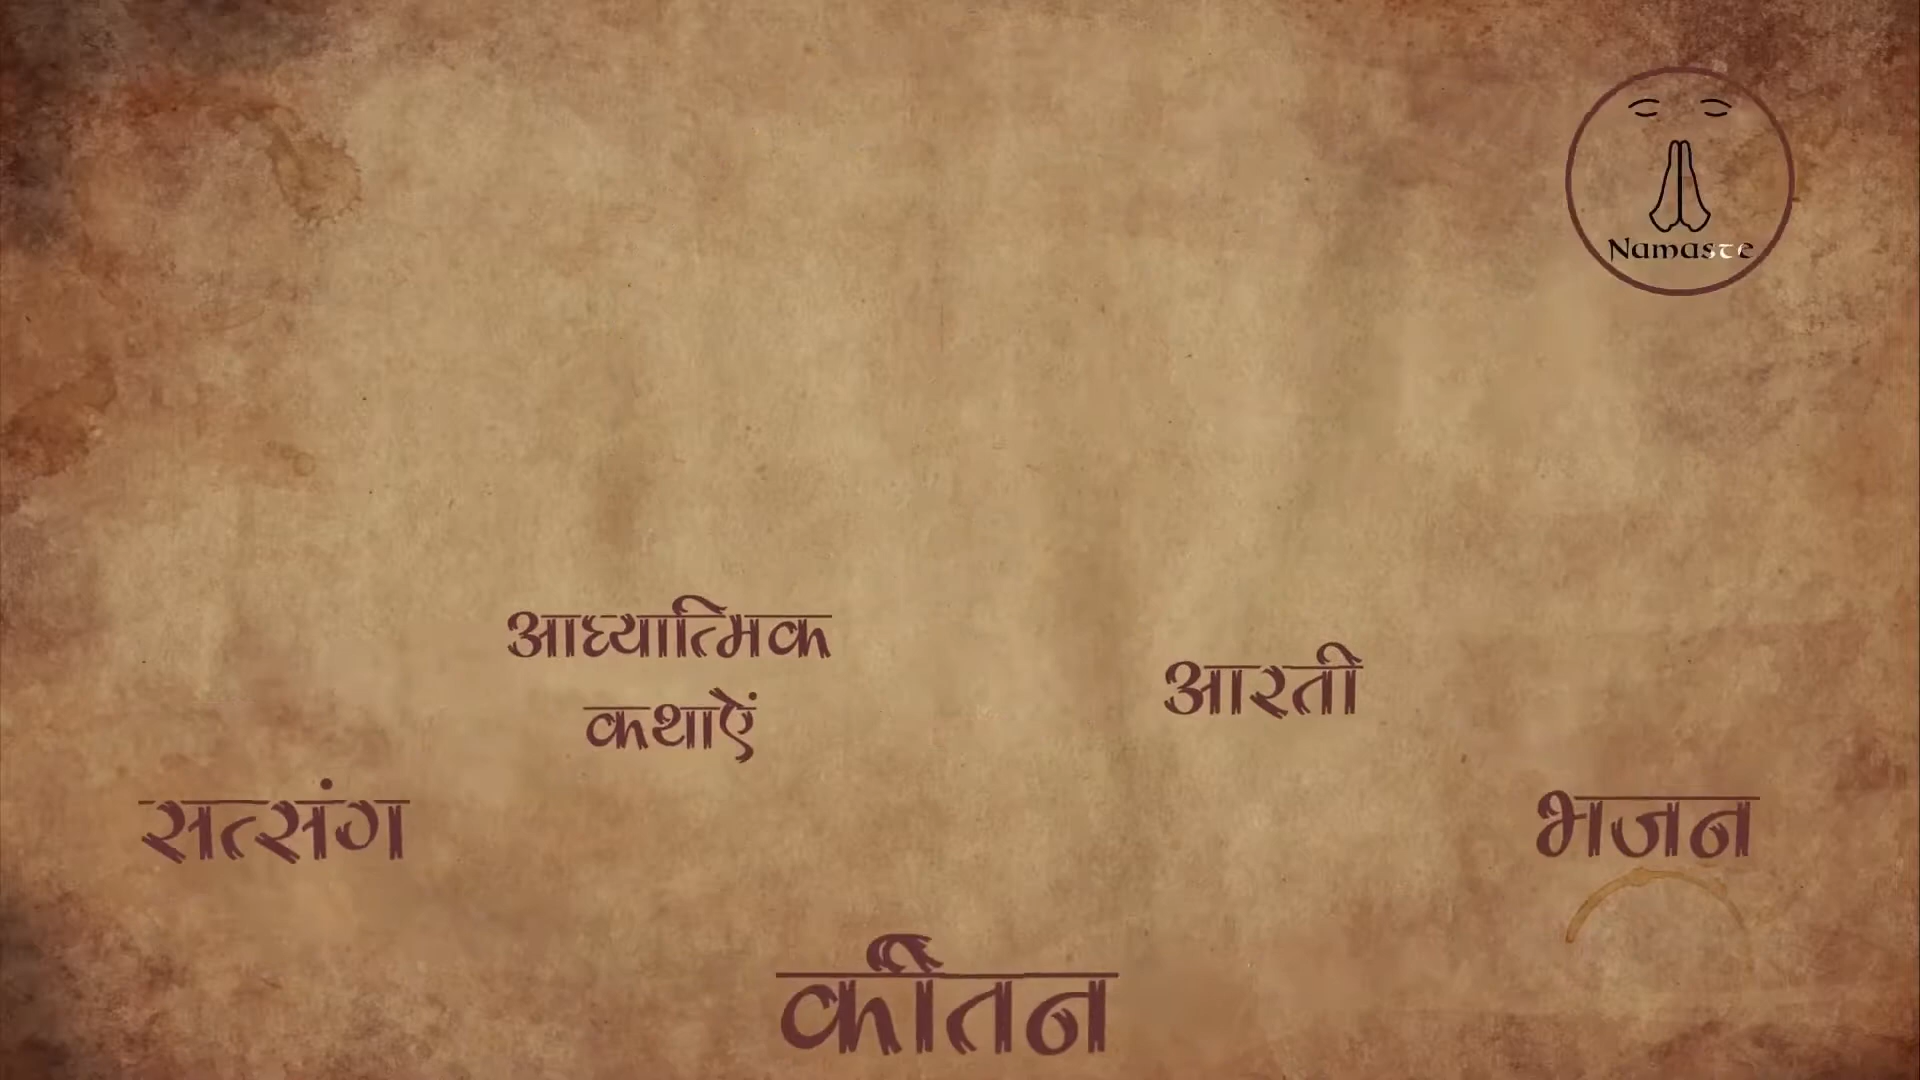 Namaste
आध्यात्मिक
कथाऐं
आरती
सत्संग
भजन
कीर्तन